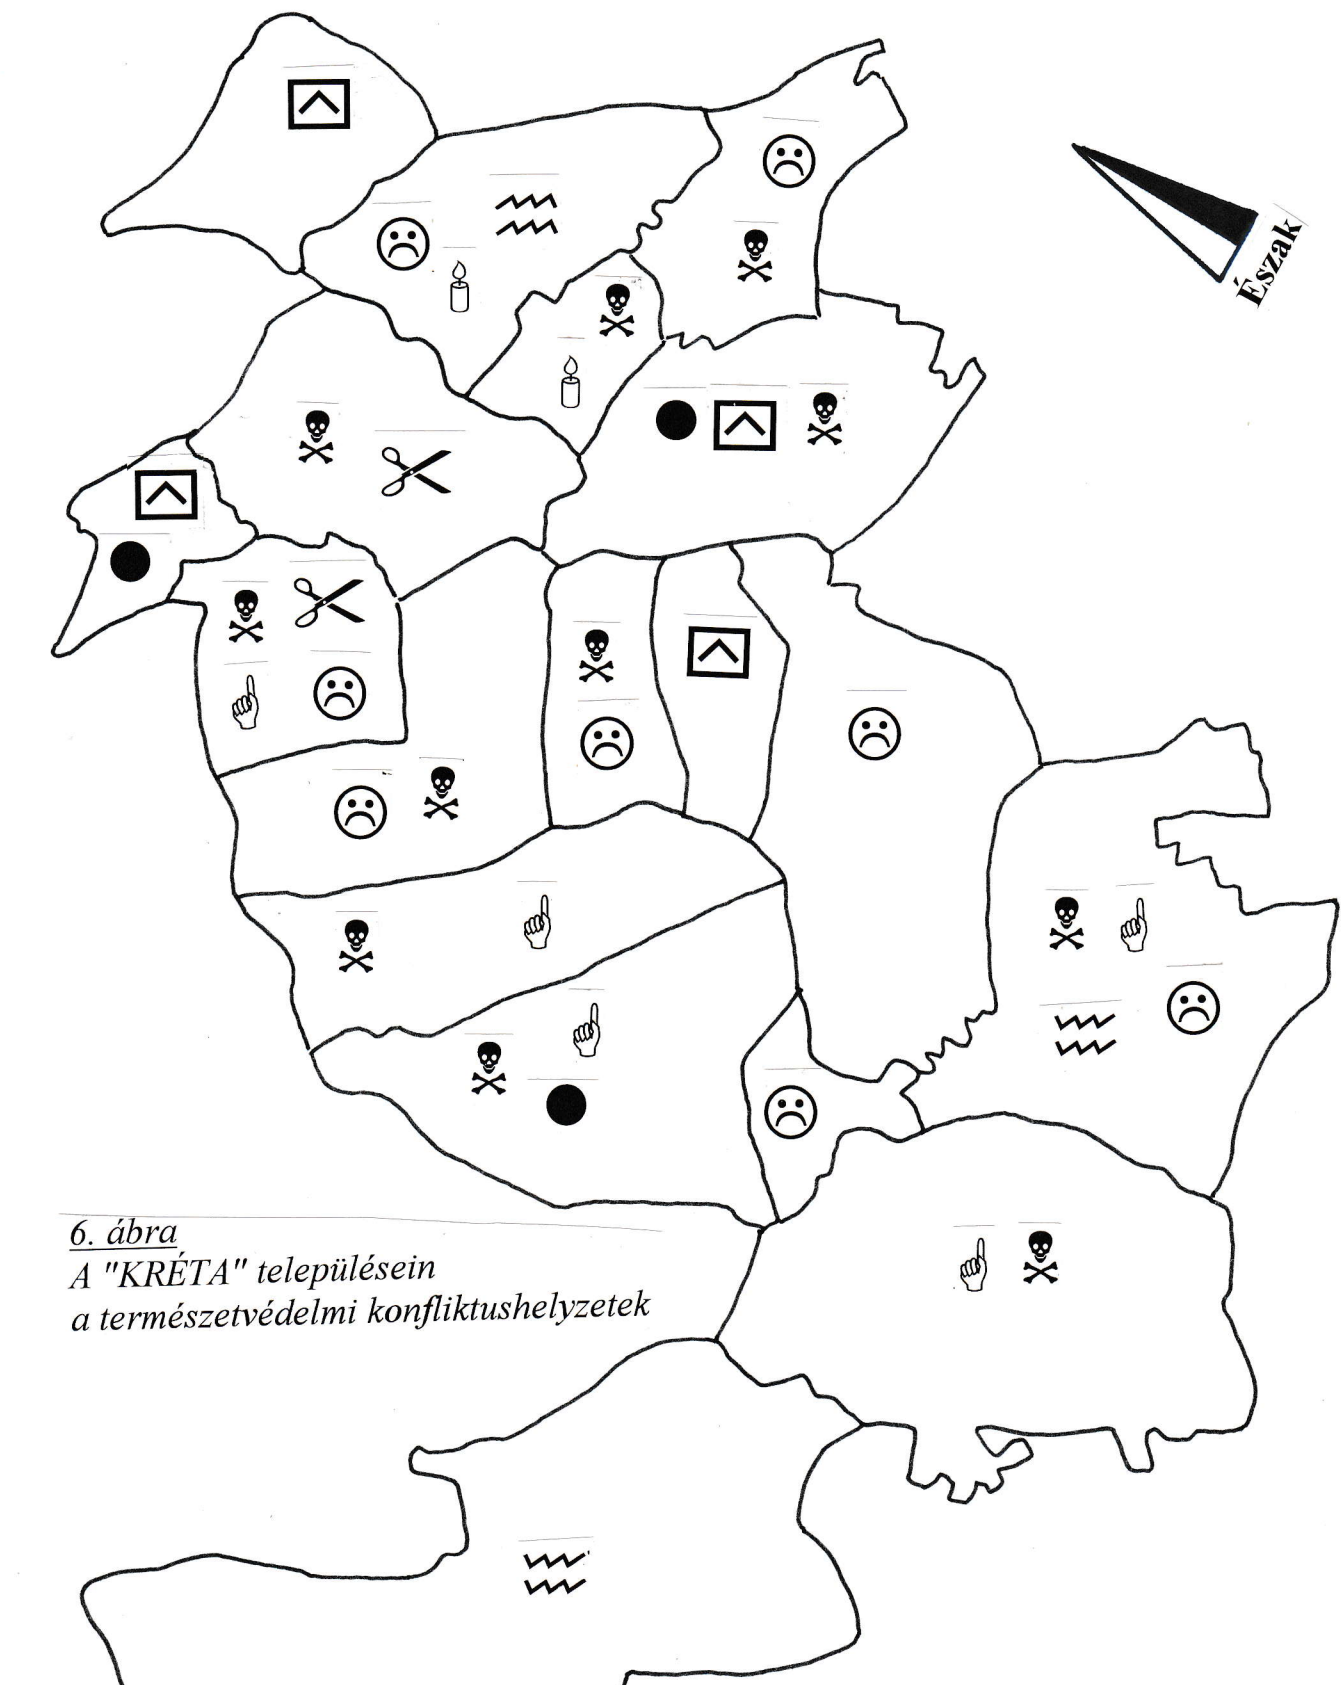 Észak
6. ábra
A "KRÉTA" településein
a természetvédelmi konfliktushelyzetek